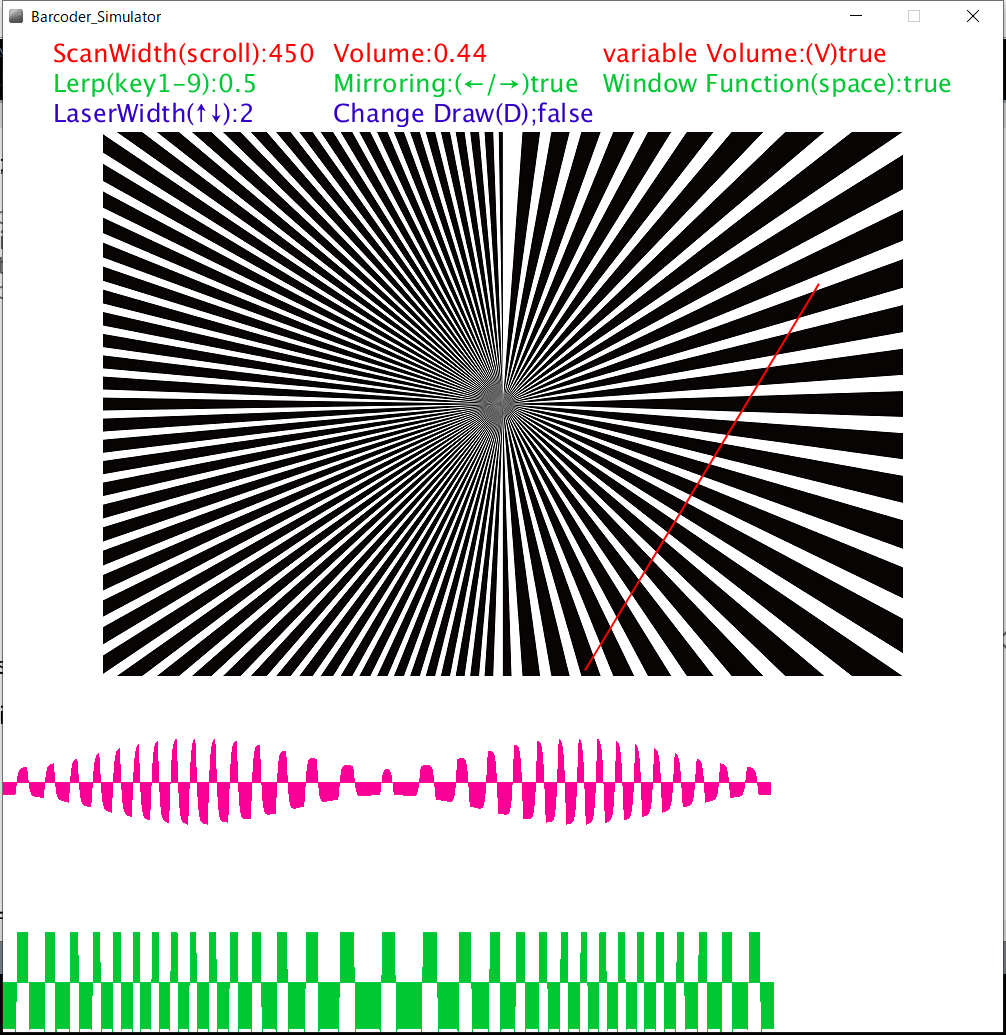 Barcoder_Simulator
ScanWidth(scroll):450 Volume:0.44 variable Volume:(V)true
Lerp(key1-9):0.5 Mirroring:(←/→)true Window Function(space):true
LaserWidth(↑↓):2 Change Draw(D);false